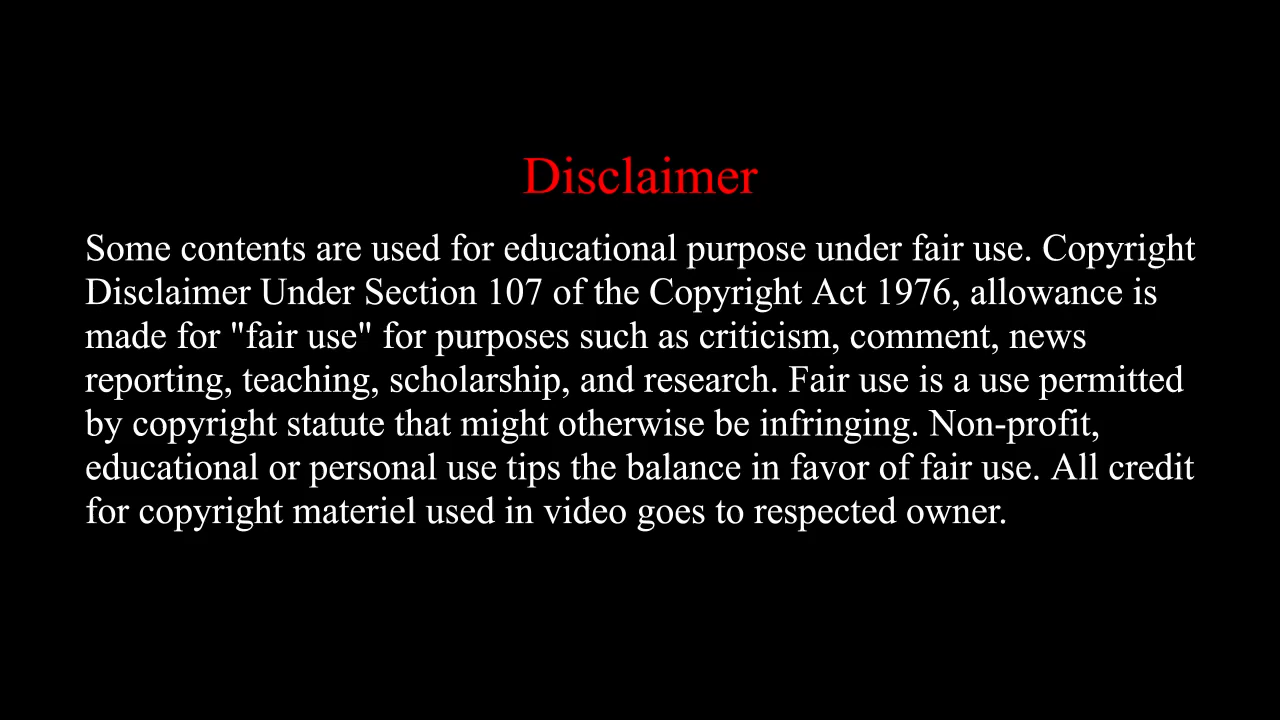 Disclaimer
Some contents are used for educational purpose under fair use. Copyright
Disclaimer Under Section 107 of the Copyright Act 1976, allowance is
made for "fair use" for purposes such as criticism, comment, news
reporting, teaching, scholarship, and research. Fair use is a use permitted
by copyright statute that might otherwise be infringing. Non-profit,
educational or personal use tips the balance in favor of fair use. All credit
for copyright materiel used in video goes to respected owner.